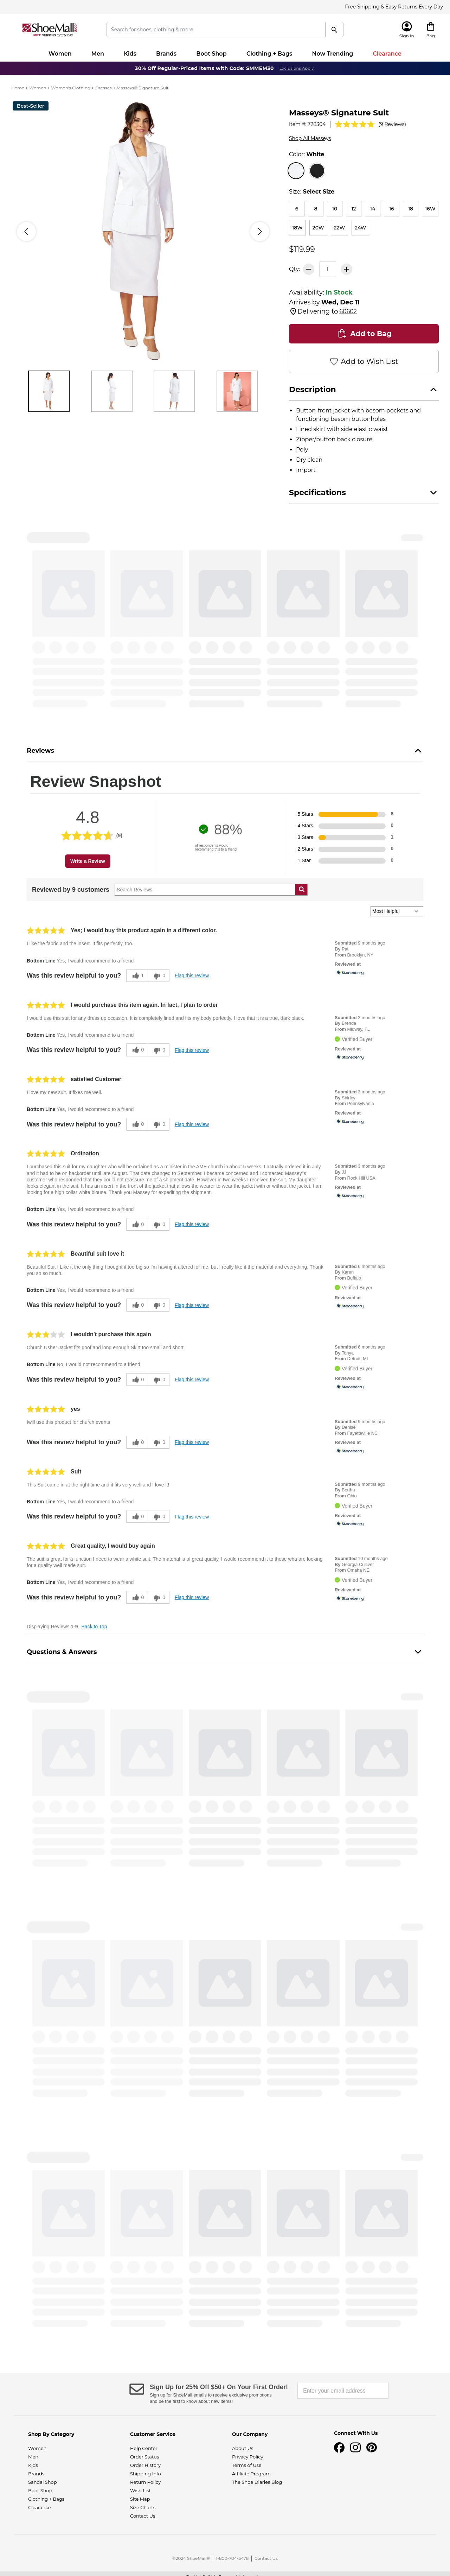 Free Shipping & Easy Returns Every Day
ShoeMall
FREE SHIPPING EVERY DAY
Search for shoes, clothing & more
Sign In
Bag
Women
Men
Kids
Brands
Boot Shop
Clothing + Bags
Now Trending
Clearance
30% Off Regular-Priced Items with Code: SMMEM30 Exclusions Apply.
Home > Women > Women's Clothing > Dresses > Masseys® Signature Suit
Best-Seller
Masseys® Signature Suit
Item #: 728304 (9 Reviews)
Shop All Masseys
Color: White
Size: Select Size
6 8 10 12 14 16 18 16W
18W 20W 22W 24W
$119.99
Qty: 1
Availability: In Stock
Arrives by Wed, Dec 11
Delivering to 60602
Add to Bag
Add to Wish List
Description
Button-front jacket with besom pockets and
functioning besom buttonholes
Lined skirt with side elastic waist
Zipper/button back closure
Poly
Dry clean
Import
Specifications
Reviews
Review Snapshot
4.8
(9)
Write a Review
88%
of respondents would
recommend this to a friend
5 Stars 8
4 Stars 0
3 Stars 1
2 Stars 0
1 Star 0
Reviewed by 9 customers
Search Reviews
Most Helpful
Yes; I would buy this product again in a different color.
I like the fabric and the insert. It fits perfectly, too.
Bottom Line Yes, I would recommend to a friend
Was this review helpful to you? 1 0 Flag this review
Submitted 9 months ago
By Pat
From Brooklyn, NY
Reviewed at
Stoneberry
I would purchase this item again. In fact, I plan to order
I would use this suit for any dress up occasion. It is completely lined and fits my body perfectly. I love that it is a true, dark black.
Bottom Line Yes, I would recommend to a friend
Was this review helpful to you? 0 0 Flag this review
Submitted 2 months ago
By Brenda
From Midway, FL
Verified Buyer
Reviewed at
Stoneberry
satisfied Customer
I love my new suit. It fixes me well.
Bottom Line Yes, I would recommend to a friend
Was this review helpful to you? 0 0 Flag this review
Submitted 3 months ago
By Shirley
From Pennsylvania
Reviewed at
Stoneberry
Ordination
I purchased this suit for my daughter who will be ordained as a minister in the AME church in about 5 weeks. I actually ordered it in July
and it had to be on backorder until late August. That date changed to September. I became concerned and I contacted Massey's
customer who responded that they could not reassure me of a shipment date. However in two weeks I received the suit. My daughter
looks elegant in the suit. It has an insert in the front of the jacket that allows the wearer to wear the jacket with or without the jacket. I am
looking for a high collar white blouse. Thank you Massey for expediting the shipment.
Bottom Line Yes, I would recommend to a friend
Was this review helpful to you? 0 0 Flag this review
Submitted 3 months ago
By JJ
From Rock Hill USA
Reviewed at
Stoneberry
Beautiful suit love it
Beautiful Suit I Like it the only thing I bought it too big so I'm having it altered for me, but I really like it the material and everything. Thank
you so so much.
Bottom Line Yes, I would recommend to a friend
Was this review helpful to you? 0 0 Flag this review
Submitted 6 months ago
By Karen
From Buffalo
Verified Buyer
Reviewed at
Stoneberry
I wouldn't purchase this again
Church Usher Jacket fits goof and long enough Skirt too small and short
Bottom Line No, I would not recommend to a friend
Was this review helpful to you? 0 0 Flag this review
Submitted 8 months ago
By Tonya
From Detroit, MI
Verified Buyer
Reviewed at
Stoneberry
yes
Iwill use this product for church events
Was this review helpful to you? 0 0 Flag this review
Submitted 9 months ago
By Denise
From Fayetteville NC
Reviewed at
Stoneberry
Suit
This Suit came in at the right time and it fits very well and I love it!
Bottom Line Yes, I would recommend to a friend
Was this review helpful to you? 0 0 Flag this review
Submitted 9 months ago
By Bertha
From Ohio
Verified Buyer
Reviewed at
Stoneberry
Great quality, I would buy again
The suit is great for a function I need to wear a white suit. The material is of great quality. I would recommend it to those who are looking
for a quality well made suit.
Bottom Line Yes, I would recommend to a friend
Was this review helpful to you? 0 0 Flag this review
Submitted 10 months ago
By Georgia Culliver
From Omaha NE
Verified Buyer
Reviewed at
Stoneberry
Displaying Reviews 1-9 Back to Top
Questions & Answers
Sign Up for 25% Off $50+ On Your First Order!
Sign up for ShoeMall emails to receive exclusive promotions
and be the first to know about new items!
Enter your email address
Shop By Category
Women
Men
Kids
Brands
Sandal Shop
Boot Shop
Clothing + Bags
Clearance
Customer Service
Help Center
Order Status
Order History
Shipping Info
Return Policy
Wish List
Site Map
Size Charts
Contact Us
Our Company
About Us
Privacy Policy
Terms of Use
Affiliate Program
The Shoe Diaries Blog
Connect With Us
©2024 ShoeMall® | 1-800-704-5478 | Contact Us